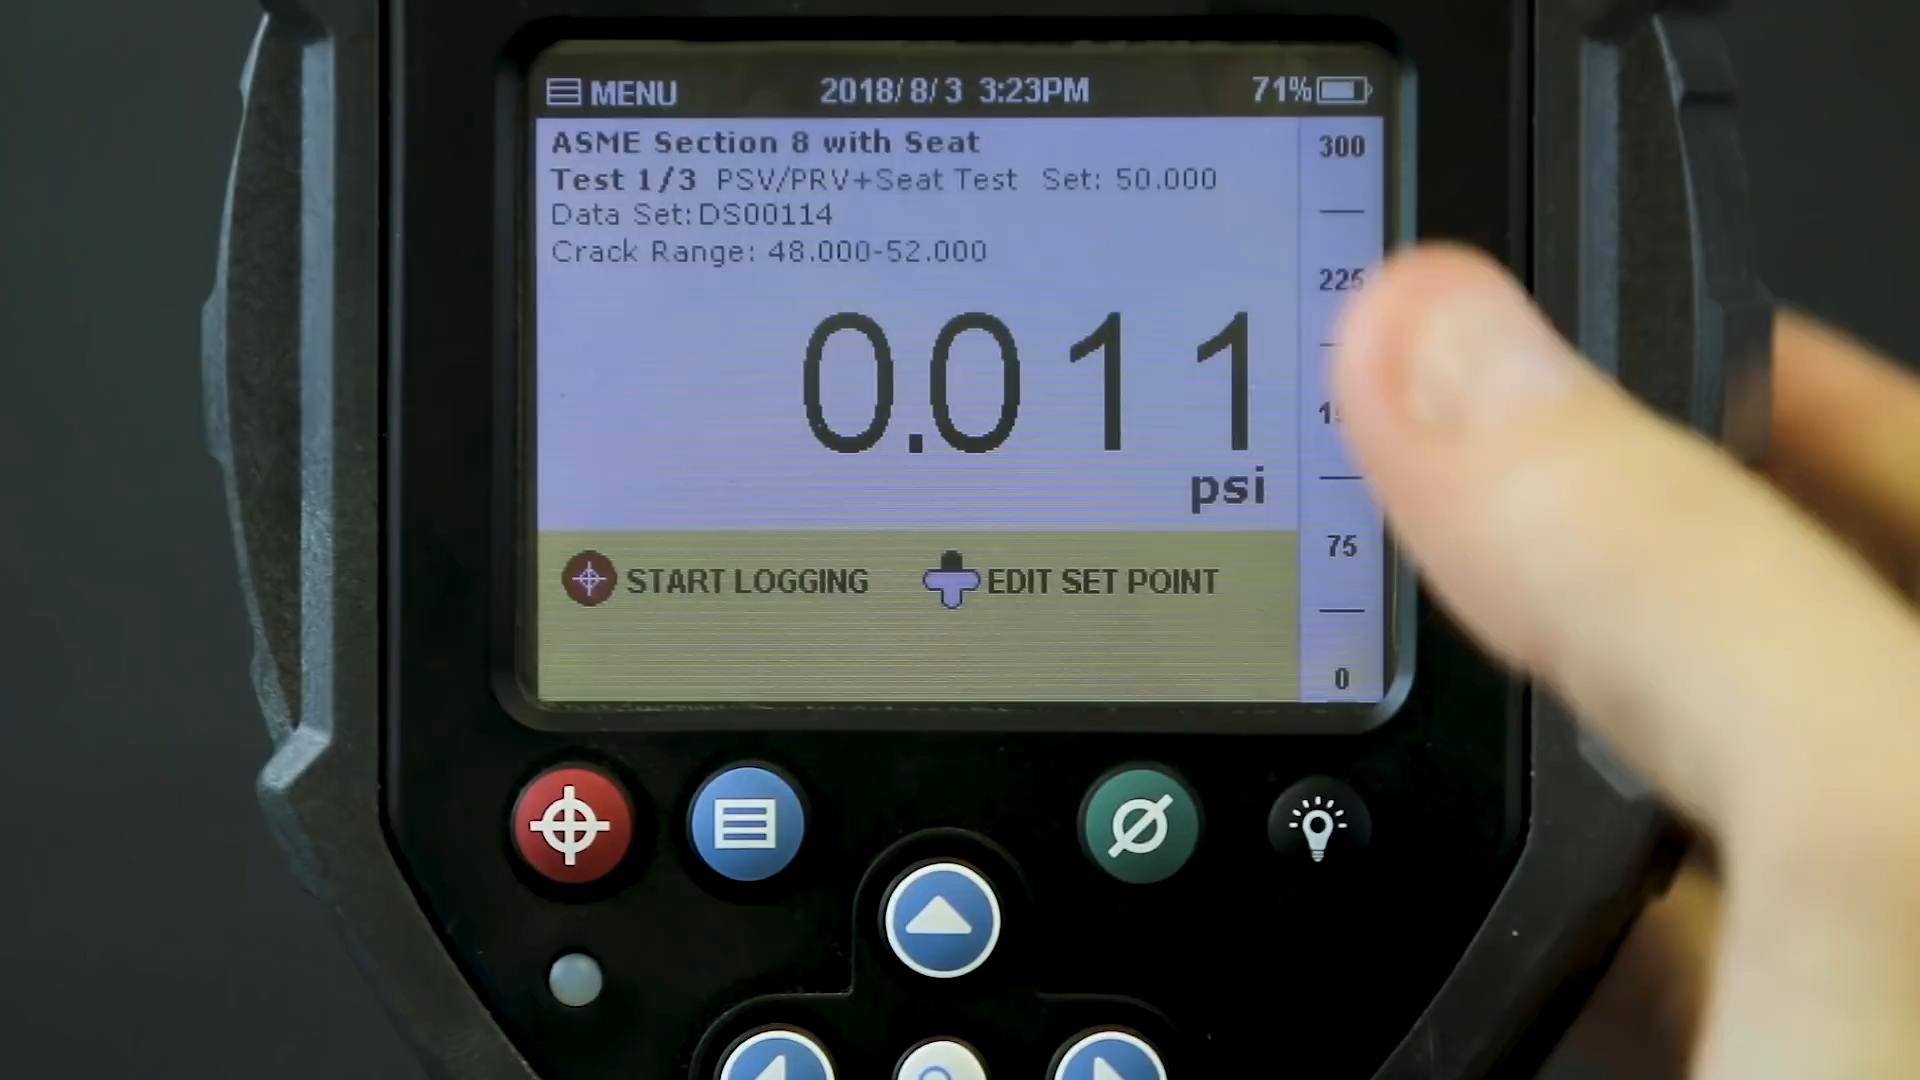 MENU 2018/8/3 3:23PM 71%
ASME Section 8 with Seat
Test 1/3 PSV/PRV+Seat Test Set: 50.000
Data Set: DS00114
Crack Range: 48.000-52.000
0.011
psi
START LOGGING EDIT SET POINT
300
225
75
0